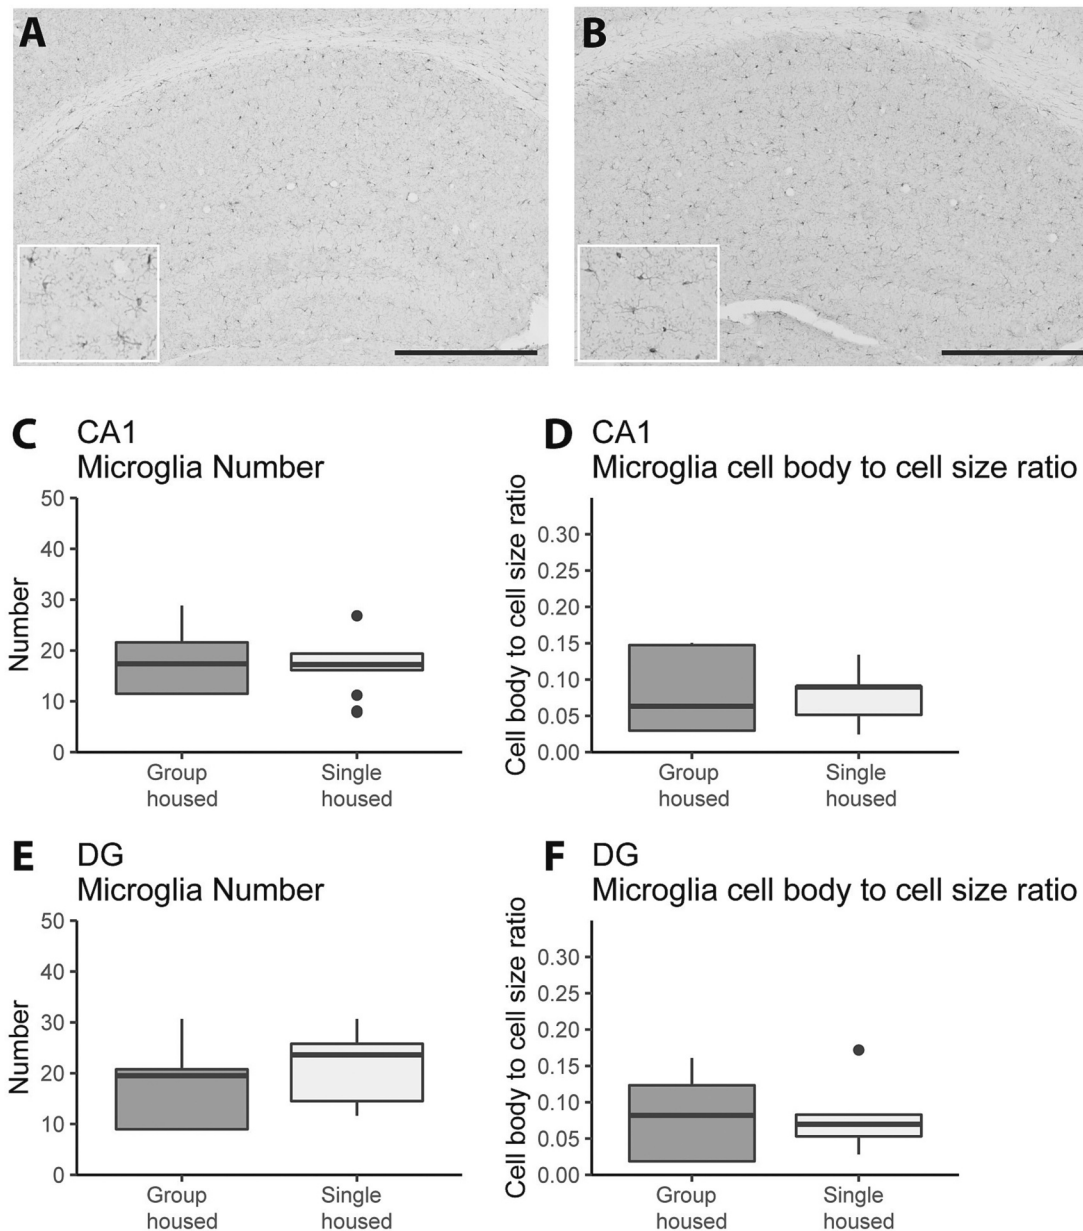 A
B
C
CA1
Microglia Number
Number
50
40
30
20
10
0
Group
housed
Single
housed
D
CA1
Microglia cell body to cell size ratio
Cell body to cell size ratio
0.30
0.25
0.20
0.15
0.10
0.05
0.00
Group
housed
Single
housed
E
DG
Microglia Number
Number
50
40
30
20
10
0
Group
housed
Single
housed
F
DG
Microglia cell body to cell size ratio
Cell body to cell size ratio
0.30
0.25
0.20
0.15
0.10
0.05
0.00
Group
housed
Single
housed